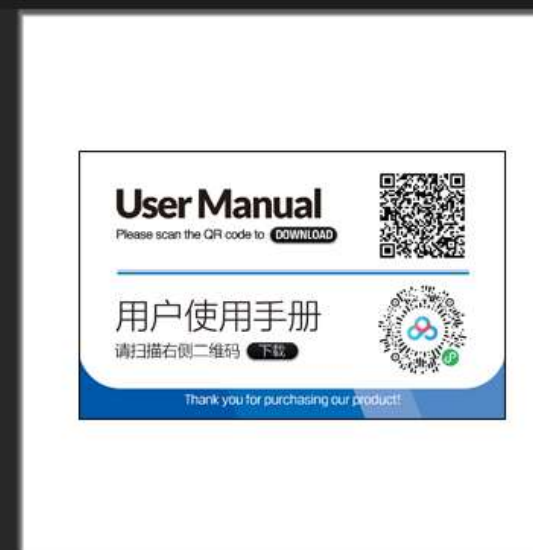 User Manual
Please scan the QR code to DOWNLOAD
用户使用手册
请扫描右侧二维码 下载
Thank you for purchasing our product!